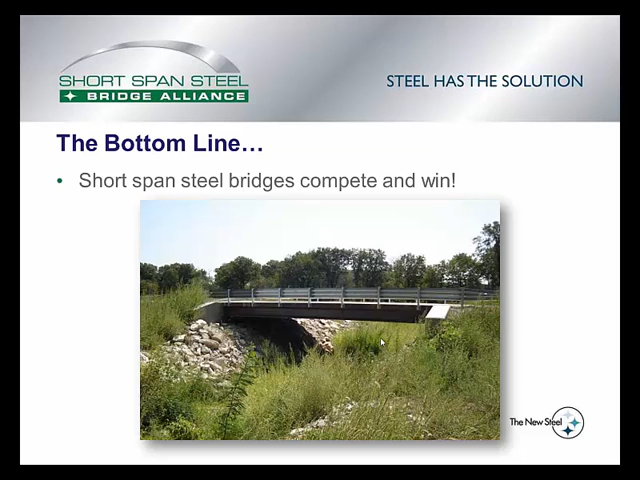 SHORT SPAN STEEL
BRIDGE ALLIANCE
STEEL HAS THE SOLUTION
The Bottom Line…
• Short span steel bridges compete and win!
The New Steel